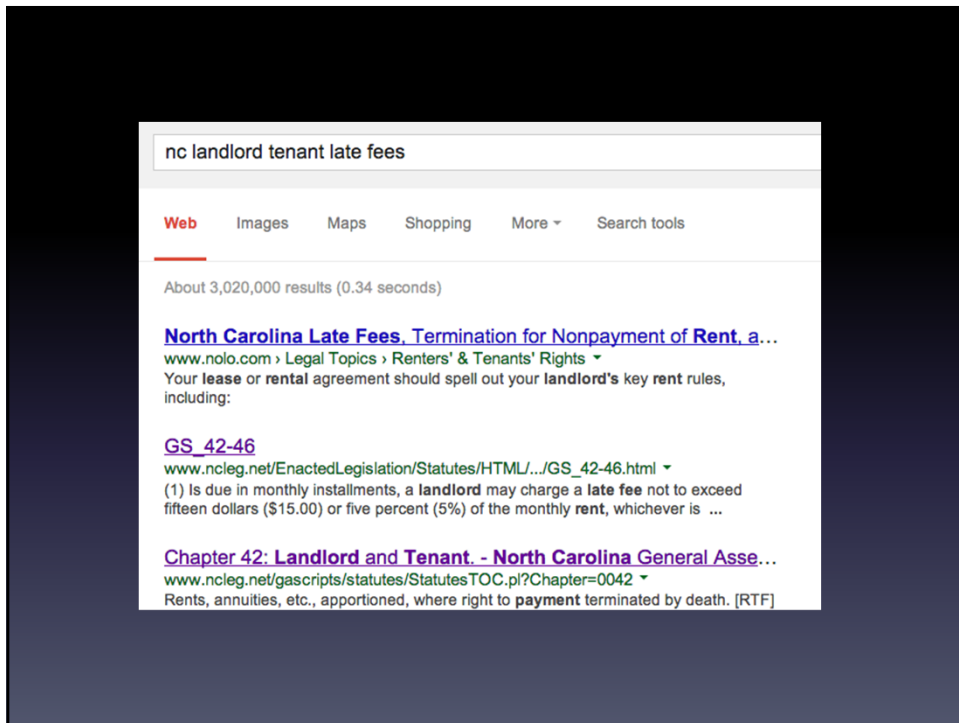 nc landlord tenant late fees
Web Images Maps Shopping More Search tools
About 3,020,000 results (0.34 seconds)
North Carolina Late Fees, Termination for Nonpayment of Rent, a...
www.nolo.com › Legal Topics › Renters' & Tenants' Rights
Your lease or rental agreement should spell out your landlord's key rent rules,
including:
GS_42-46
www.ncleg.net/EnactedLegislation/Statutes/HTML/.../GS_42-46.html
(1) Is due in monthly installments, a landlord may charge a late fee not to exceed
fifteen dollars ($15.00) or five percent (5%) of the monthly rent, whichever is ...
Chapter 42: Landlord and Tenant. - North Carolina General Asse...
www.ncleg.net/gascripts/statutes/StatutesTOC.pl?Chapter=0042
Rents, annuities, etc., apportioned, where right to payment terminated by death. [RTF]